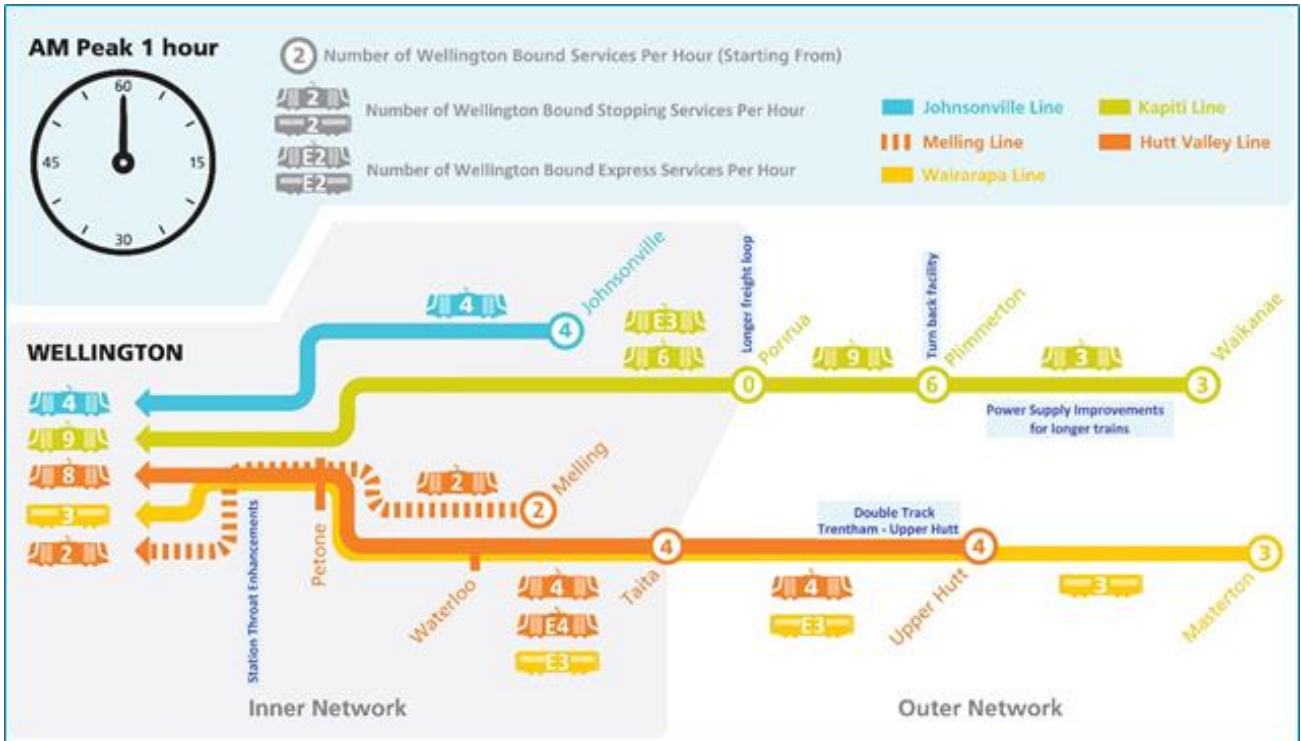 AM Peak 1 hour
60
45
15
30
2
Number of Wellington Bound Services Per Hour (Starting From)
2
2
Number of Wellington Bound Stopping Services Per Hour
E2
E2
Number of Wellington Bound Express Services Per Hour
Johnsonville Line
Kapiti Line
Melling Line
Hutt Valley Line
Wairarapa Line
WELLINGTON
4
9
8
3
2
4
4
Johnsonville
E3
6
Longer freight loop
0
Porirua
9
Turn back facility
6
Plimmerton
3
3
Waikanae
Power Supply Improvements
for longer trains
Station Throat Enhancements
Petone
2
2
Melling
Waterloo
4
E4
E3
4
Taita
Double Track
Trentham - Upper Hutt
4
E3
4
Upper Hutt
3
3
Masterton
Inner Network
Outer Network